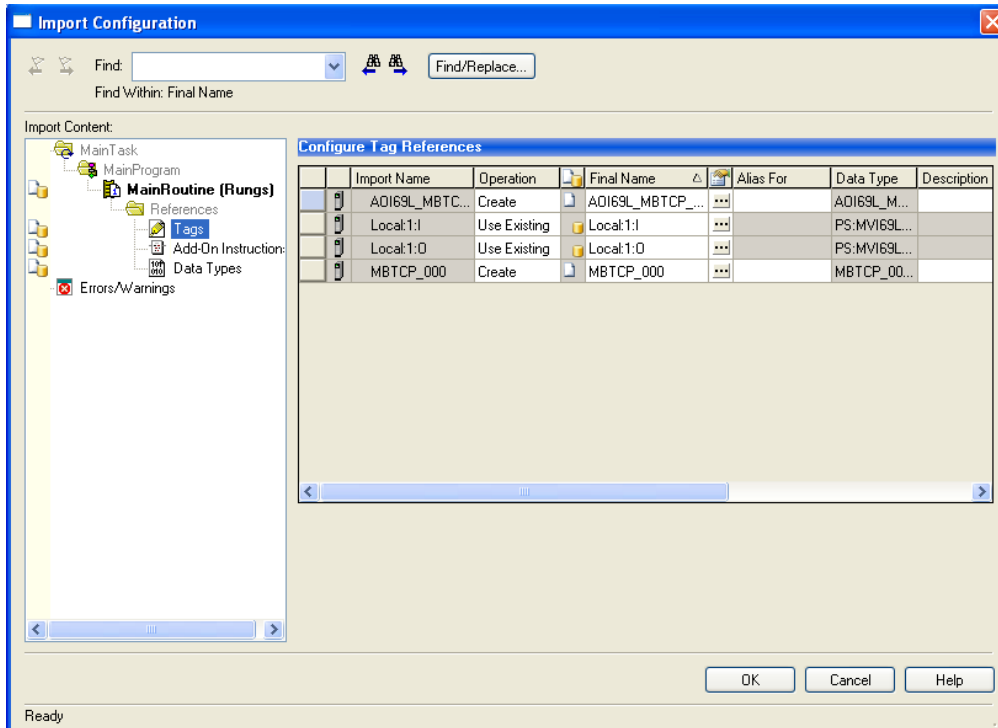 Import Configuration
Find:
Find/Replace...
Find Within: Final Name
Import Content:
MainTask
MainProgram
MainRoutine (Rungs)
References
Tags
Add-On Instruction:
Data Types
Errors/Warnings
Configure Tag References
Import Name Operation Final Name Alias For Data Type Description
AOI69L_MBTC... Create AOI69L_MBTCP_... ... AOI69L_M...
Local:1:I Use Existing Local:1:I ... PS:MVI69L...
Local:1:O Use Existing Local:1:O ... PS:MVI69L...
MBTCP_000 Create MBTCP_000 ... MBTCP_00...
OK Cancel Help
Ready